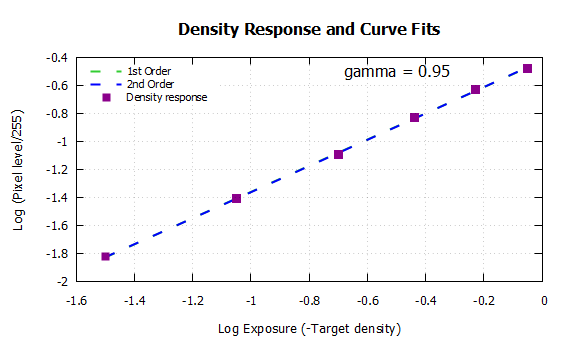 Density Response and Curve Fits
-0.4
-0.6
-0.8
-1
-1.2
-1.4
-1.6
-1.8
-2
Log (Pixel level/255)
1st Order
2nd Order
Density response
gamma = 0.95
-1.6 -1.4 -1.2 -1 -0.8 -0.6 -0.4 -0.2 0
Log Exposure (-Target density)